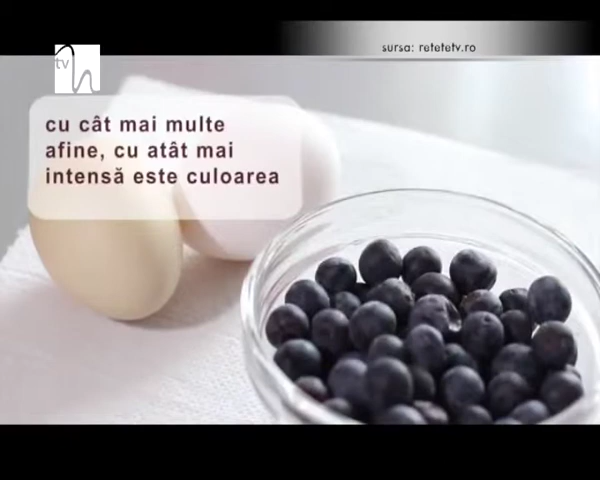 sursa: retetetv.ro
tv
cu cât mai multe
afine, cu atât mai
intensă este culoarea